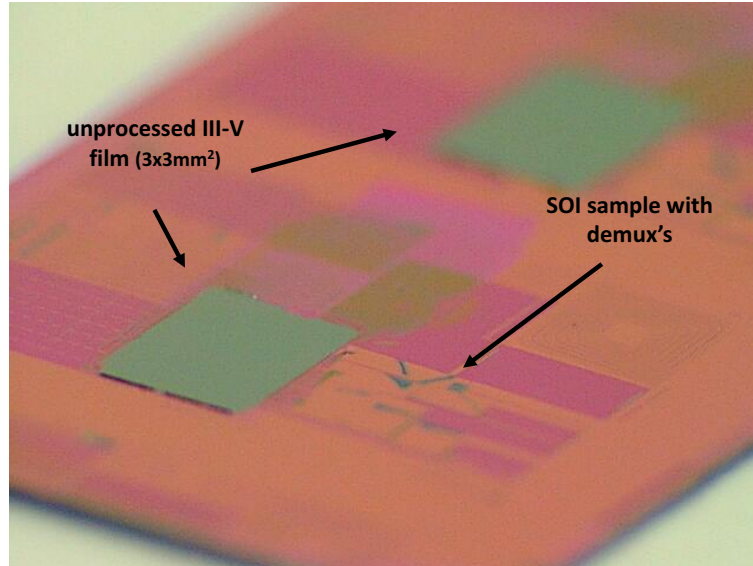 unprocessed III-V
film (3x3mm²)
SOI sample with
demux's